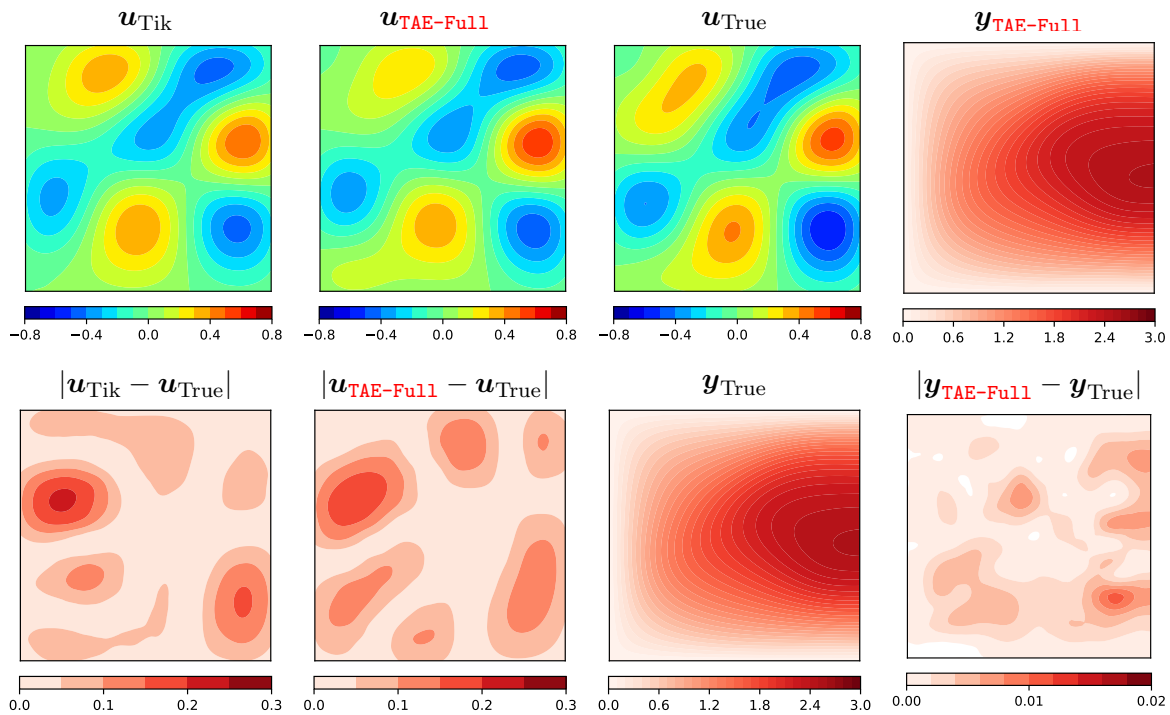 u_Tik u_TAE-Full u_True y_TAE-Full
−0.8 −0.4 0.0 0.4 0.8 −0.8 −0.4 0.0 0.4 0.8 −0.8 −0.4 0.0 0.4 0.8 0.0 0.6 1.2 1.8 2.4 3.0
|u_Tik − u_True| |u_TAE-Full − u_True| y_True |y_TAE-Full − y_True|
0.0 0.1 0.2 0.3 0.0 0.1 0.2 0.3 0.0 0.6 1.2 1.8 2.4 3.0 0.00 0.01 0.02